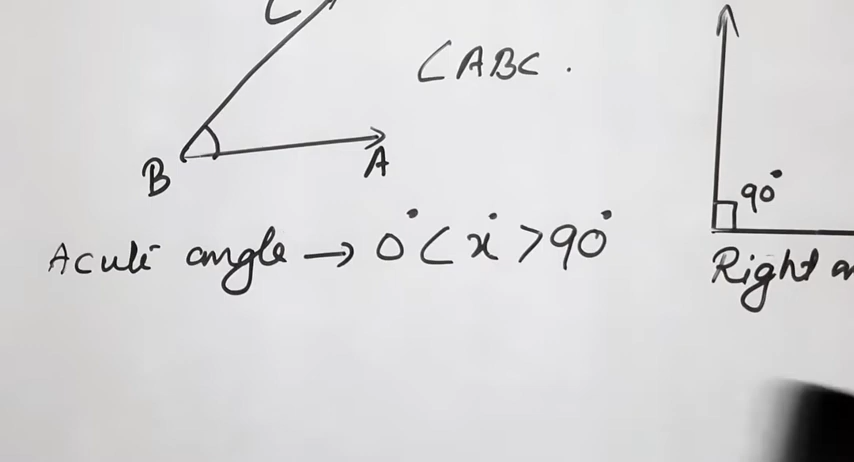 C
∠ABC.
B
A
Acute angle → 0° < x° > 90°
90°
Right a